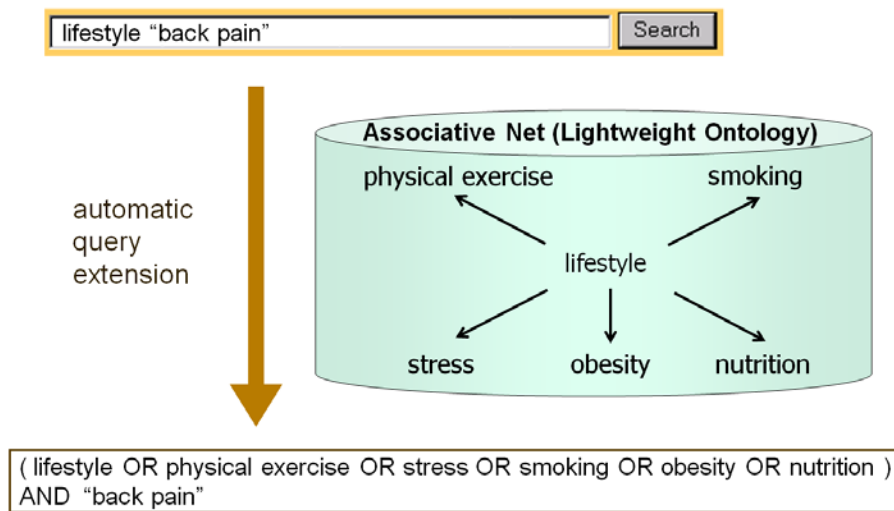 lifestyle “back pain”
Search
Associative Net (Lightweight Ontology)
physical exercise
smoking
automatic
query
extension
lifestyle
stress
obesity
nutrition
( lifestyle OR physical exercise OR stress OR smoking OR obesity OR nutrition )
AND “back pain”